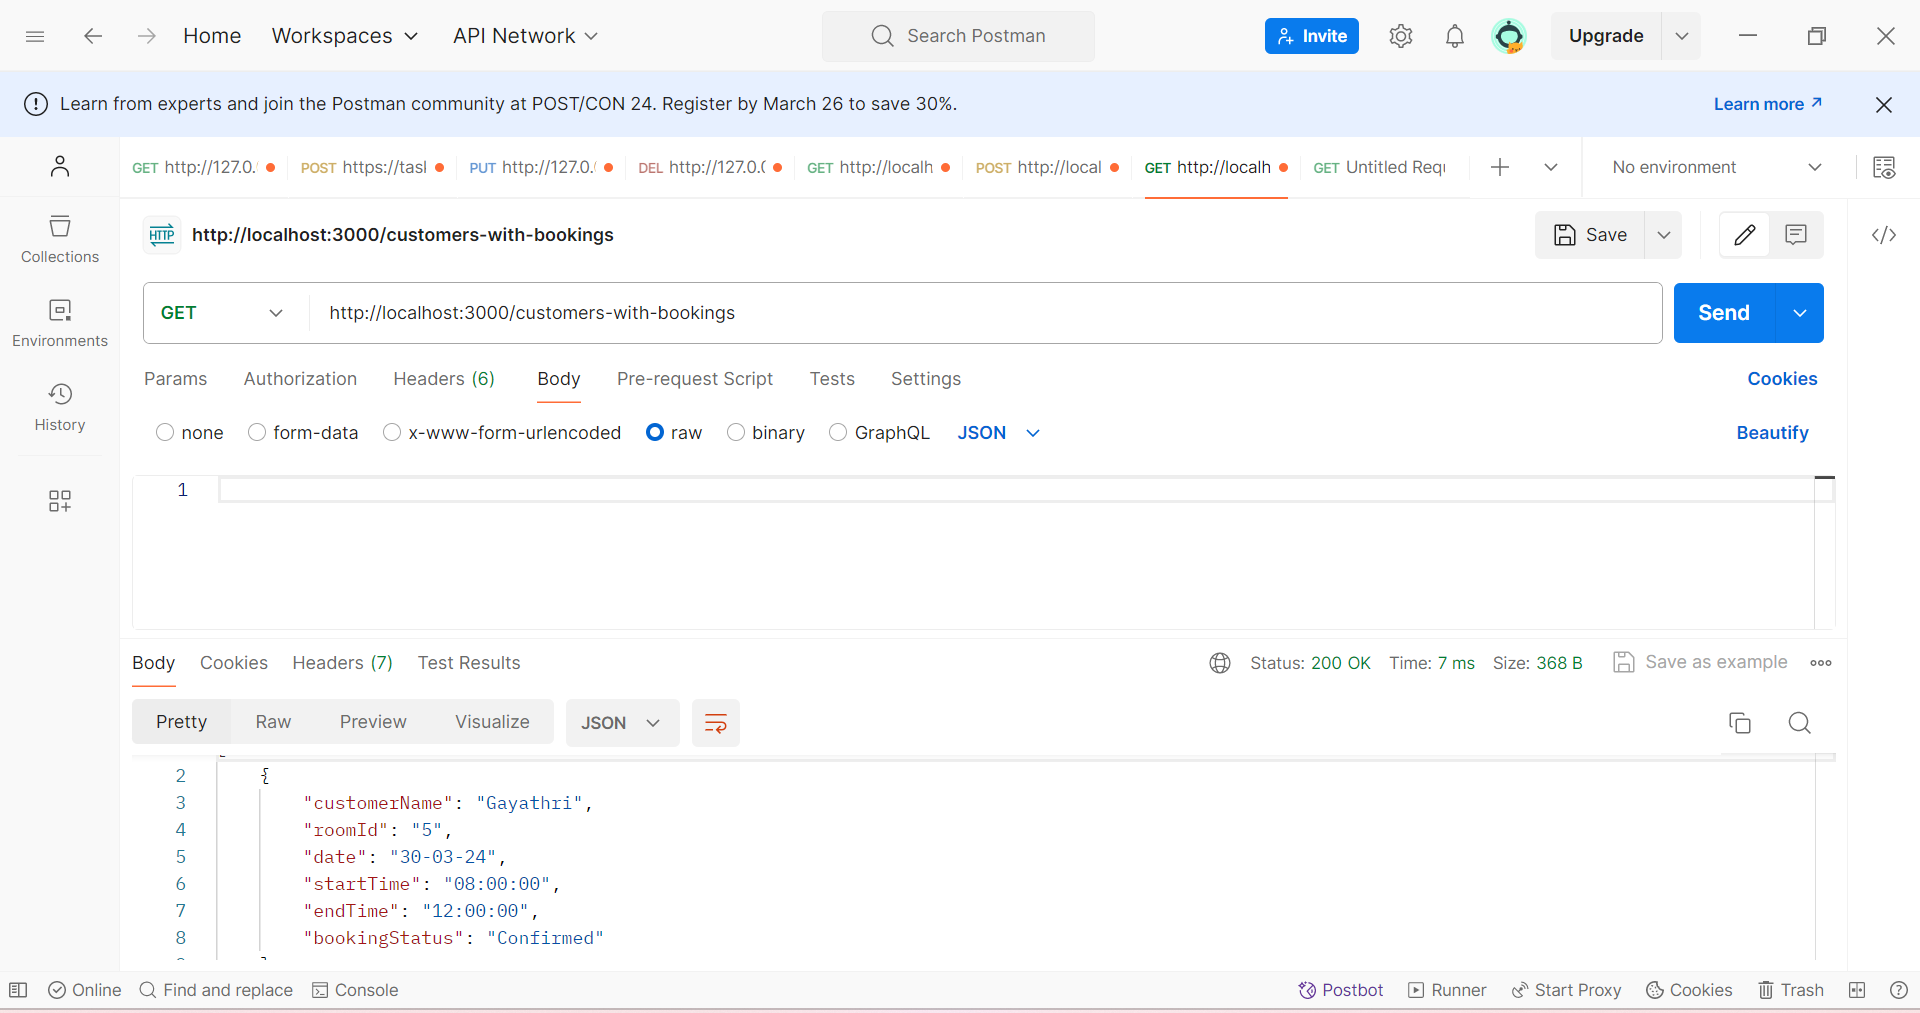 Home Workspaces API Network Search Postman Invite Upgrade
Learn from experts and join the Postman community at POST/CON 24. Register by March 26 to save 30%. Learn more
GET http://127.0. POST https://tasl PUT http://127.0. DEL http://127.0. GET http://localh POST http://local GET http://localh GET Untitled Requ No environment
HTTP http://localhost:3000/customers-with-bookings Save
Collections
GET http://localhost:3000/customers-with-bookings Send
Environments
Params Authorization Headers (6) Body Pre-request Script Tests Settings Cookies
History
none form-data x-www-form-urlencoded raw binary GraphQL JSON Beautify
1
Body Cookies Headers (7) Test Results Status: 200 OK Time: 7 ms Size: 368 B Save as example
Pretty Raw Preview Visualize JSON
2 {
3 "customerName": "Gayathri",
4 "roomId": "5",
5 "date": "30-03-24",
6 "startTime": "08:00:00",
7 "endTime": "12:00:00",
8 "bookingStatus": "Confirmed"
Online Find and replace Console Postbot Runner Start Proxy Cookies Trash